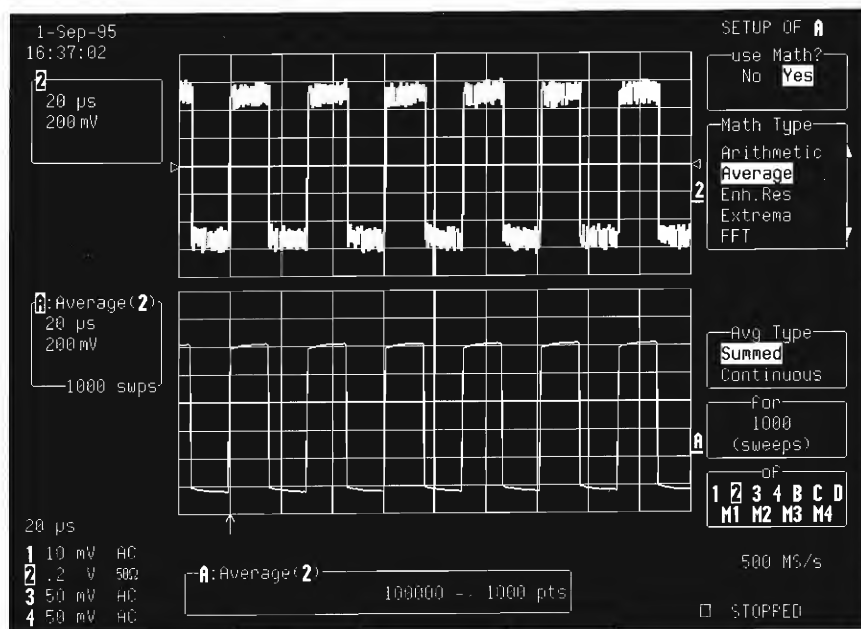 1-Sep-95
16:37:02
2
20 µs
200 mV
A:Average(2)
20 µs
200 mV
1000 swps
20 µs
1 10 mV AC
2 .2 V 50Ω
3 50 mV AC
4 50 mV AC
2
A
A:Average(2)
100000 -- 1000 pts
SETUP OF A
use Math?
No Yes
Math Type
Arithmetic
Average
Enh.Res
Extrema
FFT
Avg Type
Summed
Continuous
for
1000
(sweeps)
of
1 2 3 4 B C D
M1 M2 M3 M4
500 MS/s
STOPPED